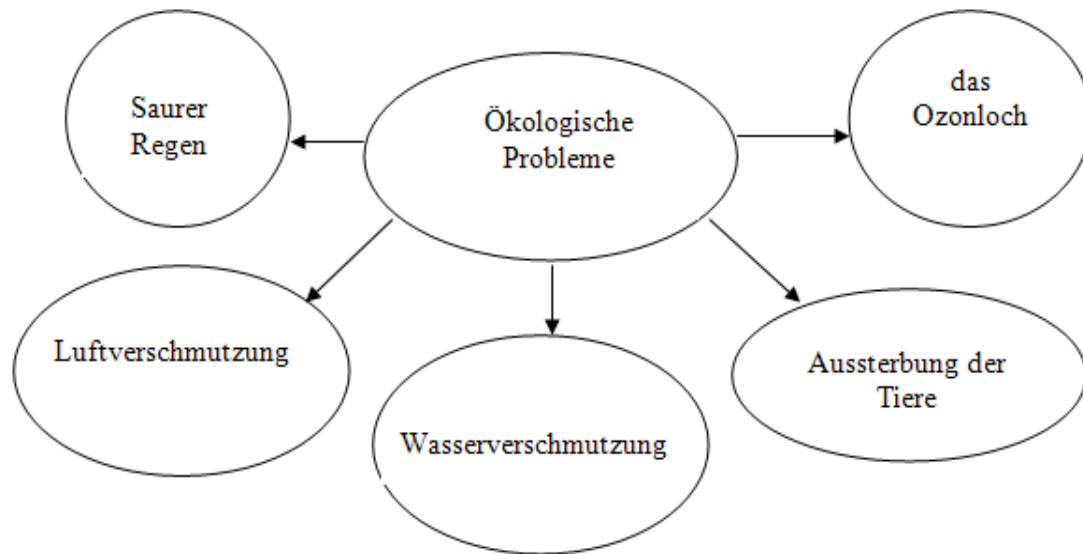 Ökologische
Probleme
Saurer
Regen
das
Ozonloch
Luftverschmutzung
Wasserverschmutzung
Aussterbung der
Tiere